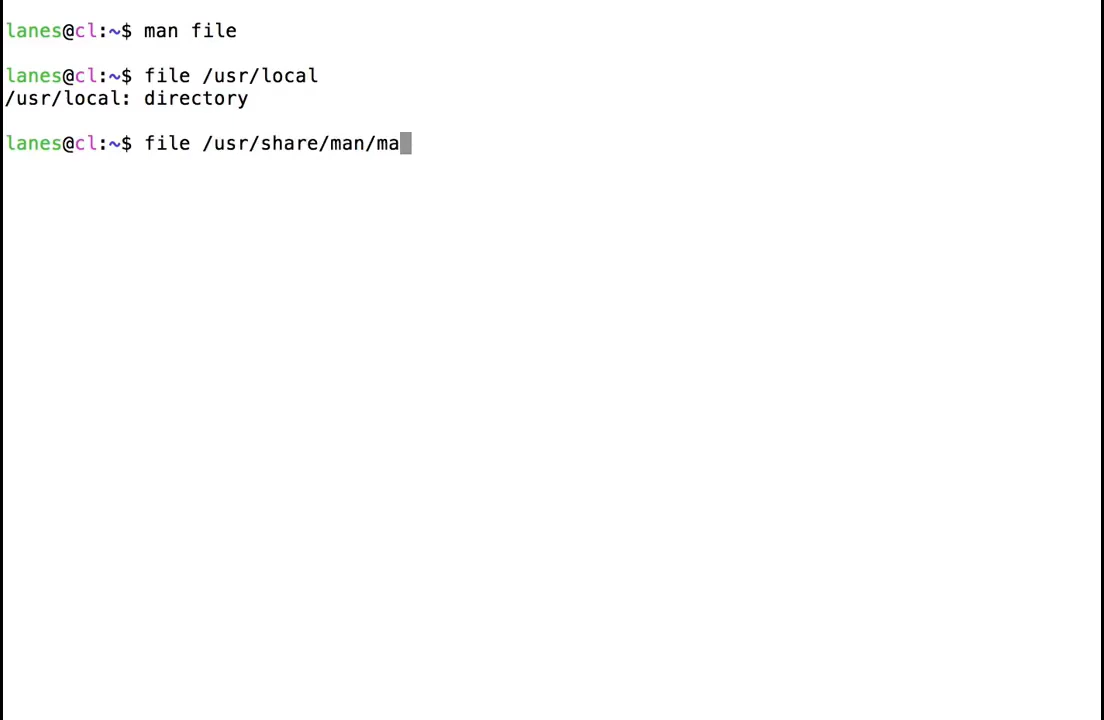 lanes@cl:~$ man file
lanes@cl:~$ file /usr/local
/usr/local: directory
lanes@cl:~$ file /usr/share/man/ma